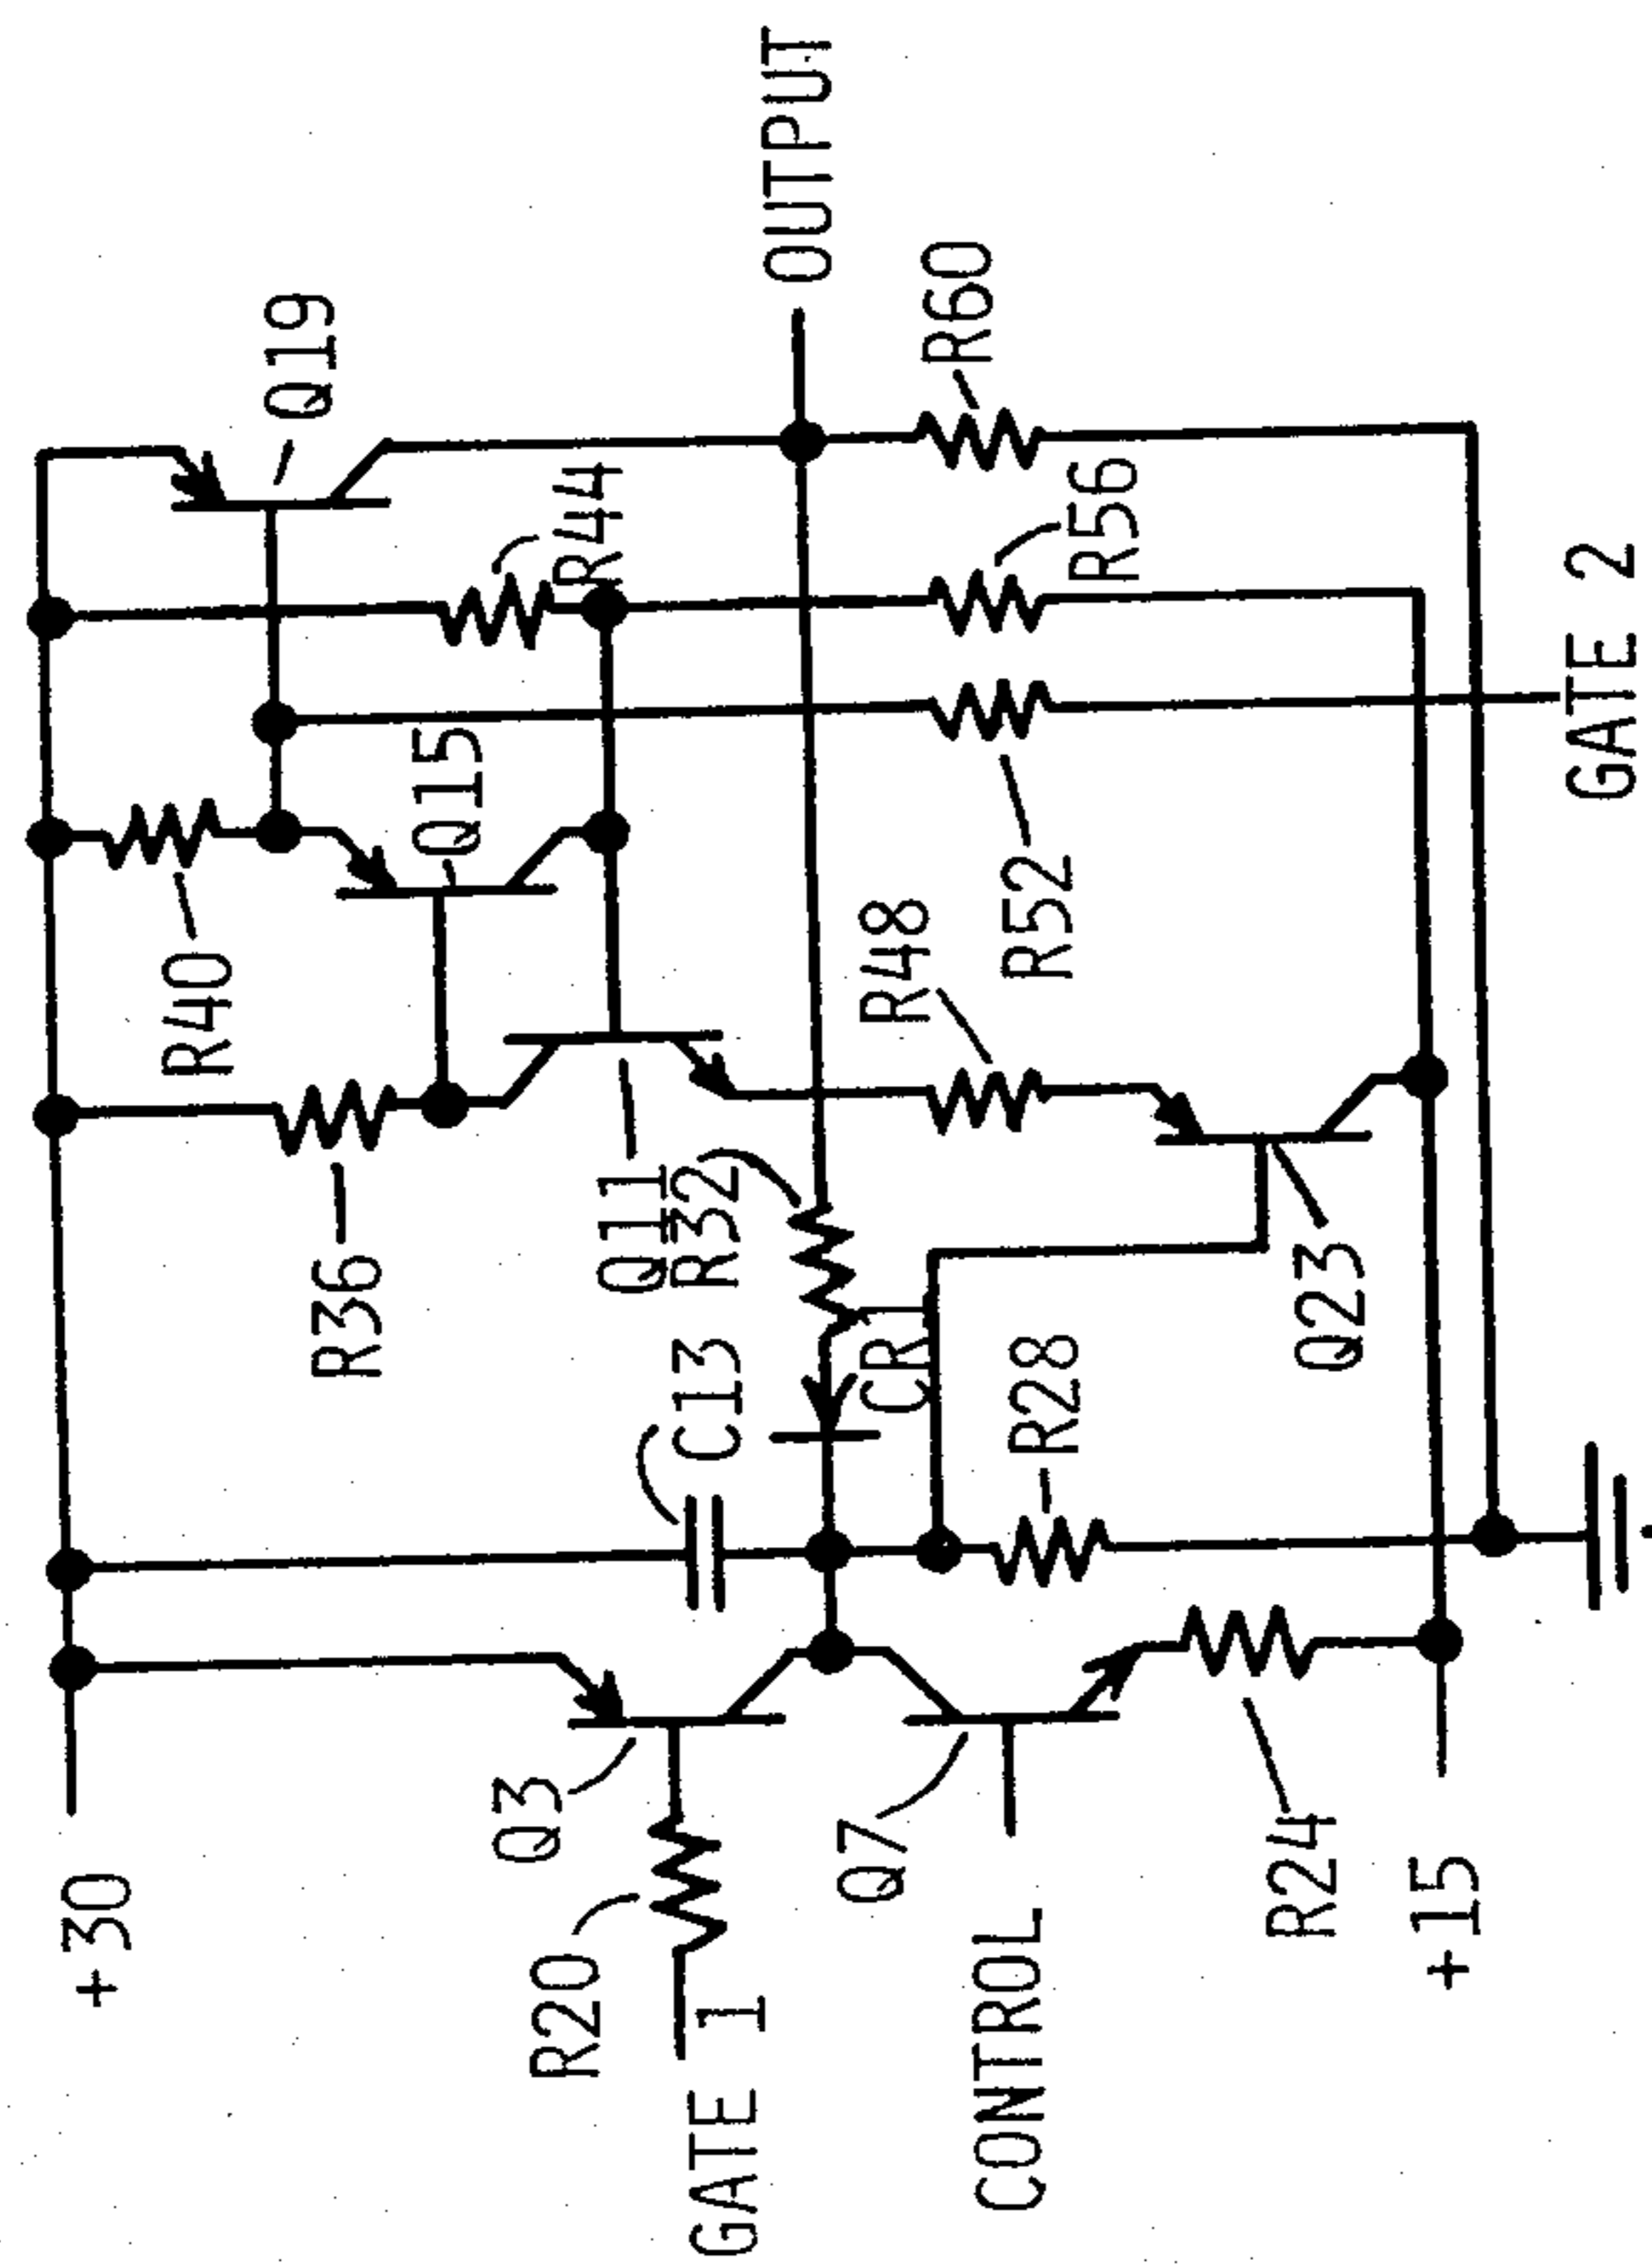 +30
R20
GATE 1
Q3
CONTROL
Q7
R24
+15
C13
R28
CR1
R36
Q11
R32
Q23
R40
R48
R52
Q15
R44
R56
GATE 2
Q19
R60
OUTPUT